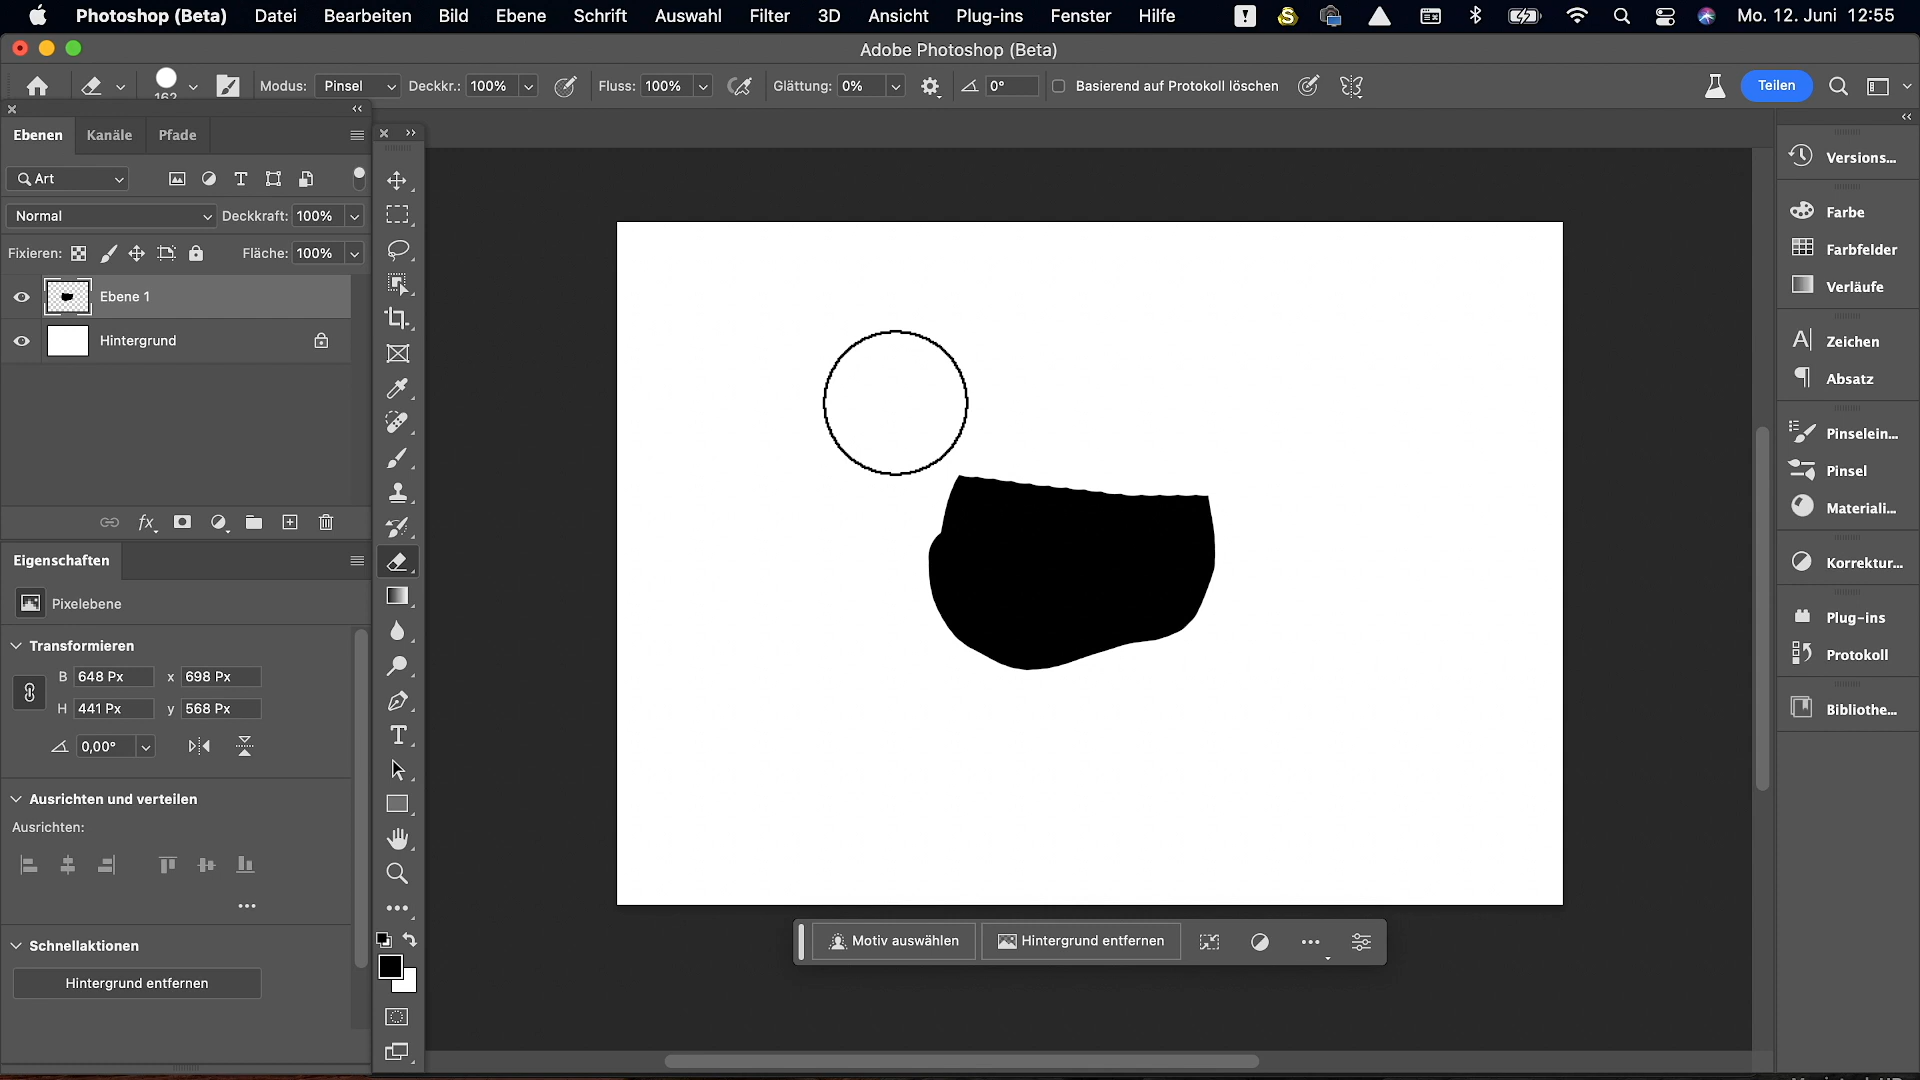 Photoshop (Beta) Datei Bearbeiten Bild Ebene Schrift Auswahl Filter 3D Ansicht Plug-ins Fenster Hilfe Mo. 12. Juni 12:55
Adobe Photoshop (Beta)
162 Modus: Pinsel Deckkr.: 100% Fluss: 100% Glättung: 0% 0° Basierend auf Protokoll löschen Teilen
Ebenen Kanäle Pfade
Art
Normal Deckkraft: 100%
Fixieren: Fläche: 100%
Ebene 1
Hintergrund
fx
Eigenschaften
Pixelebene
Transformieren
B 648 Px x 698 Px
H 441 Px y 568 Px
0,00°
Ausrichten und verteilen
Ausrichten:
Schnellaktionen
Hintergrund entfernen
Motiv auswählen Hintergrund entfernen
Versions...
Farbe
Farbfelder
Verläufe
Zeichen
Absatz
Pinselein...
Pinsel
Materiali...
Korrektur...
Plug-ins
Protokoll
Bibliothe...